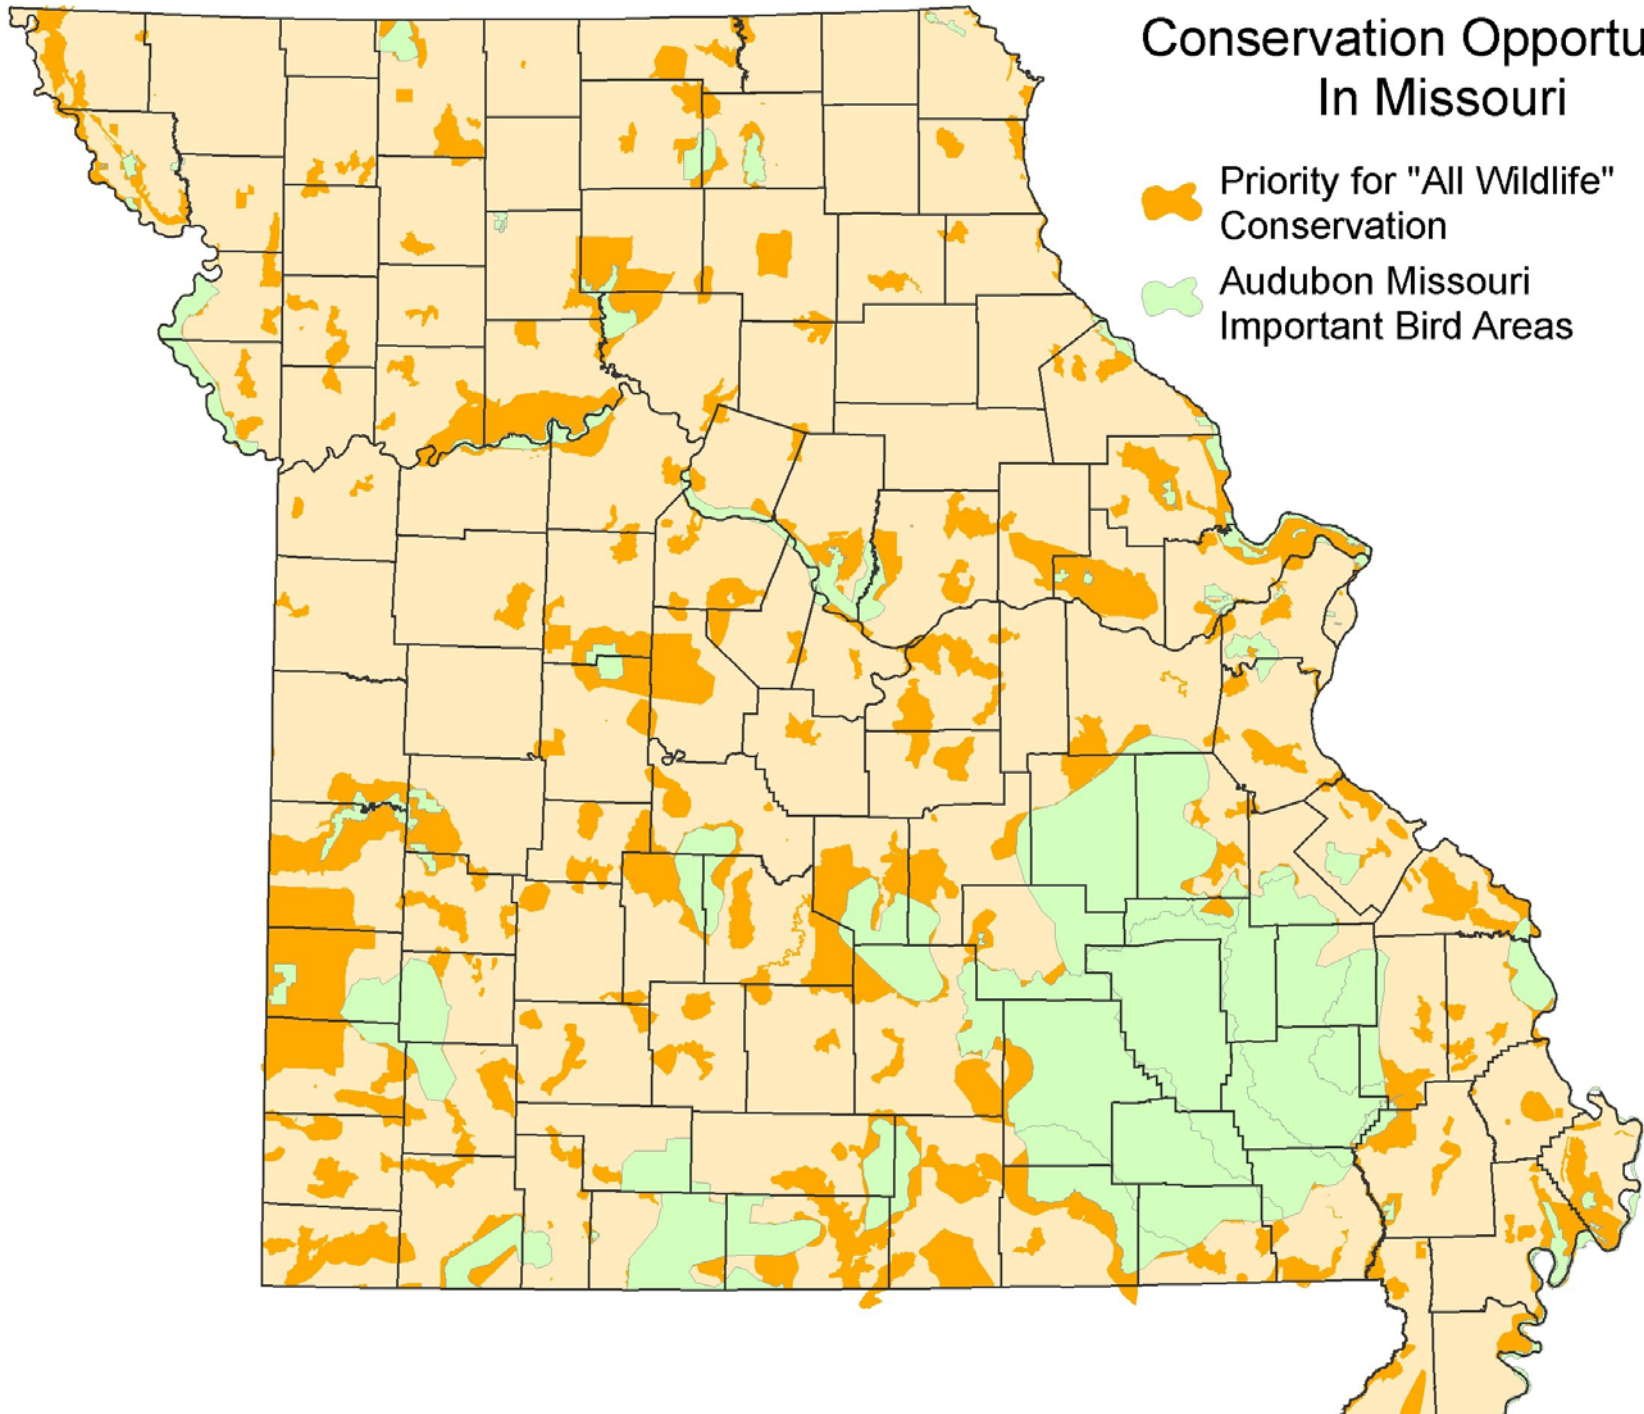 Conservation Opportu
In Missouri
Priority for "All Wildlife"
Conservation
Audubon Missouri
Important Bird Areas